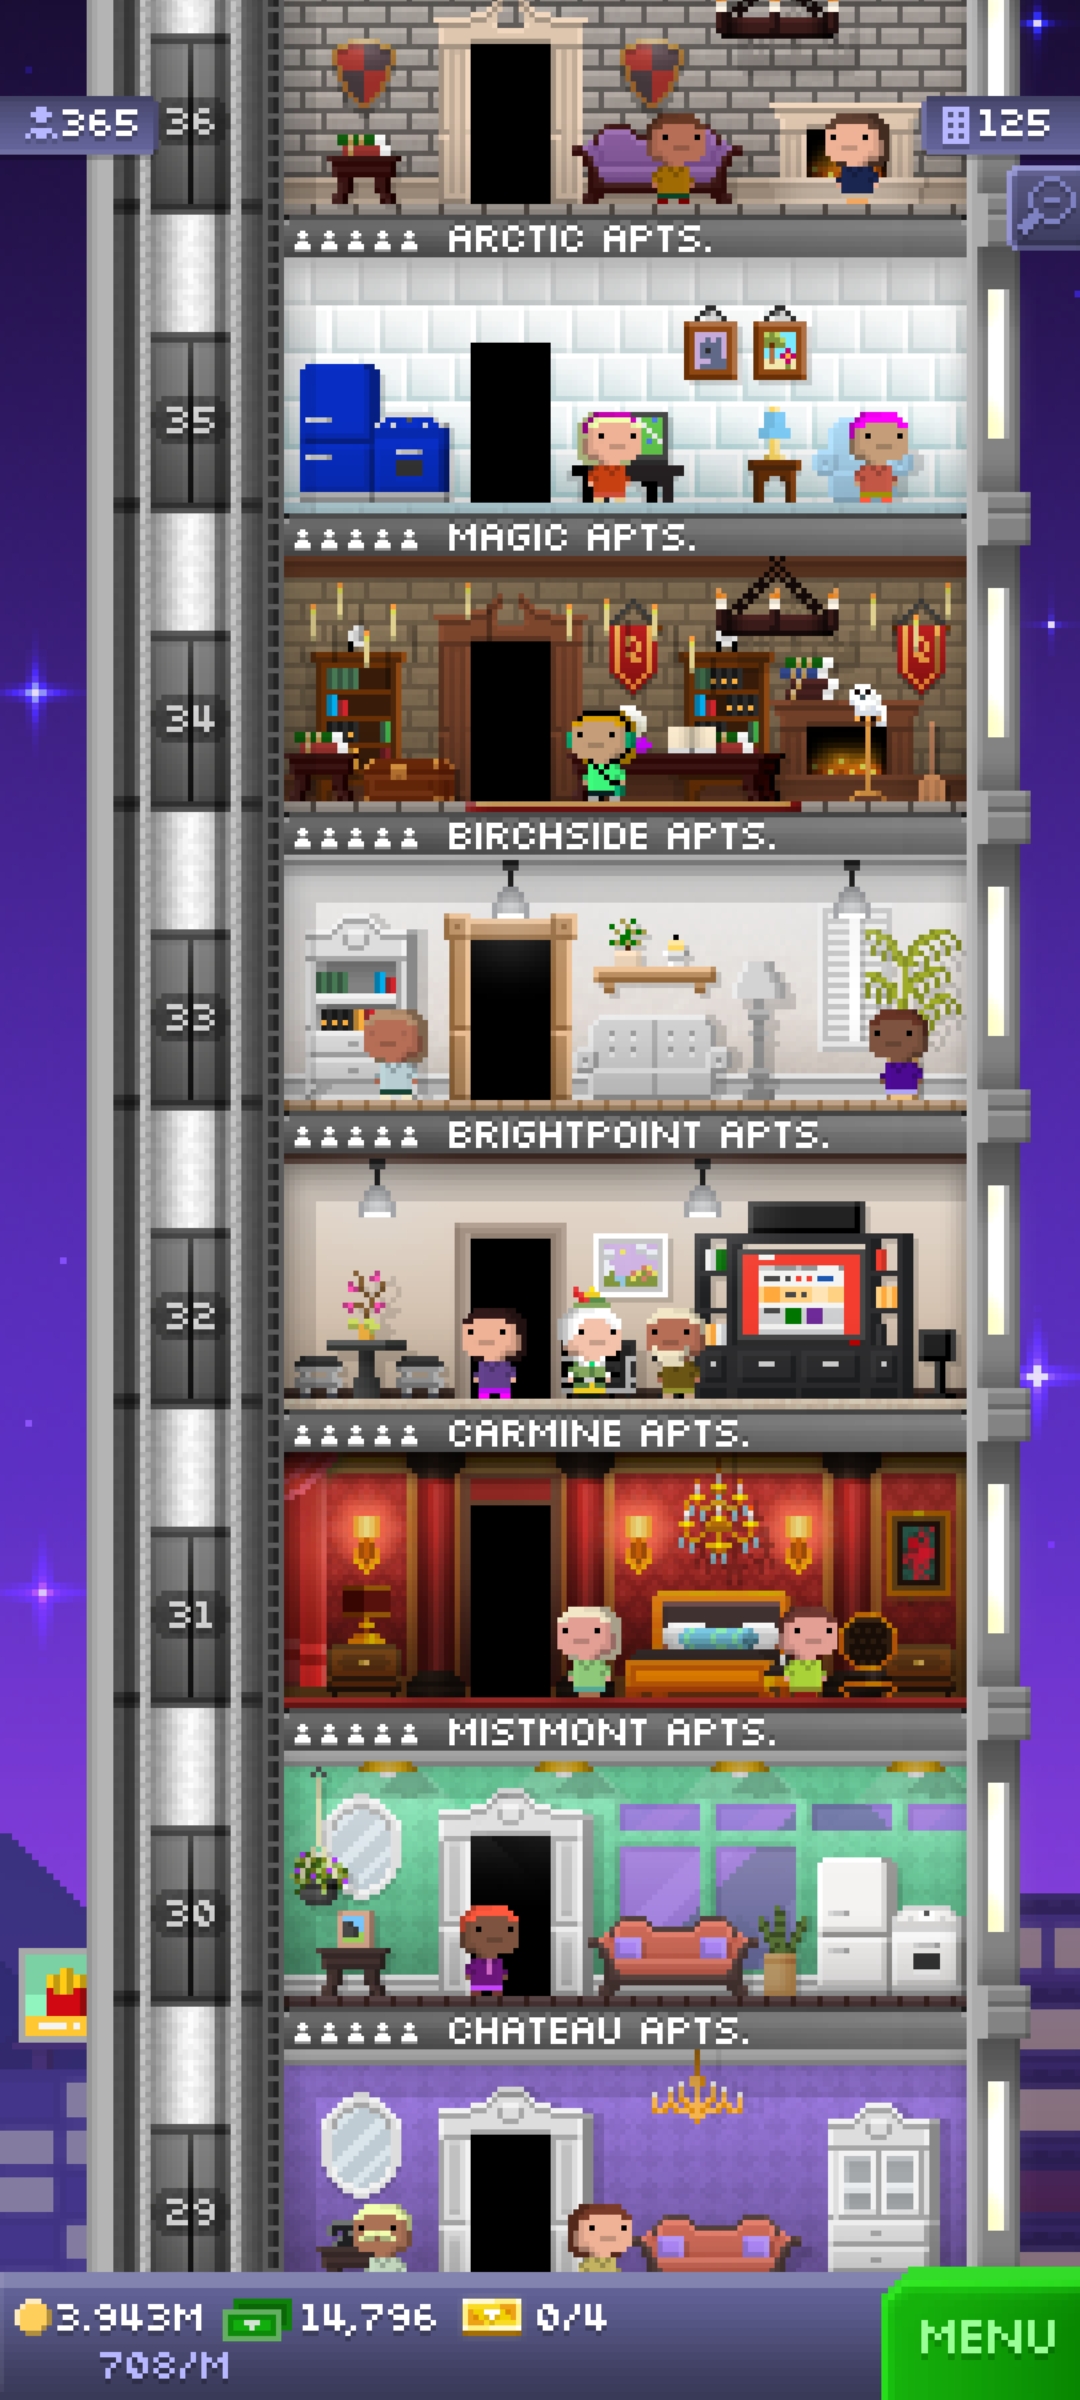 365
36
125
ARCTIC APTS.
35
MAGIC APTS.
34
BIRCHSIDE APTS.
33
BRIGHTPOINT APTS.
32
CARMINE APTS.
31
MISTMONT APTS.
30
CHATEAU APTS.
29
3.943M 14,796 0/4
708/M
MENU